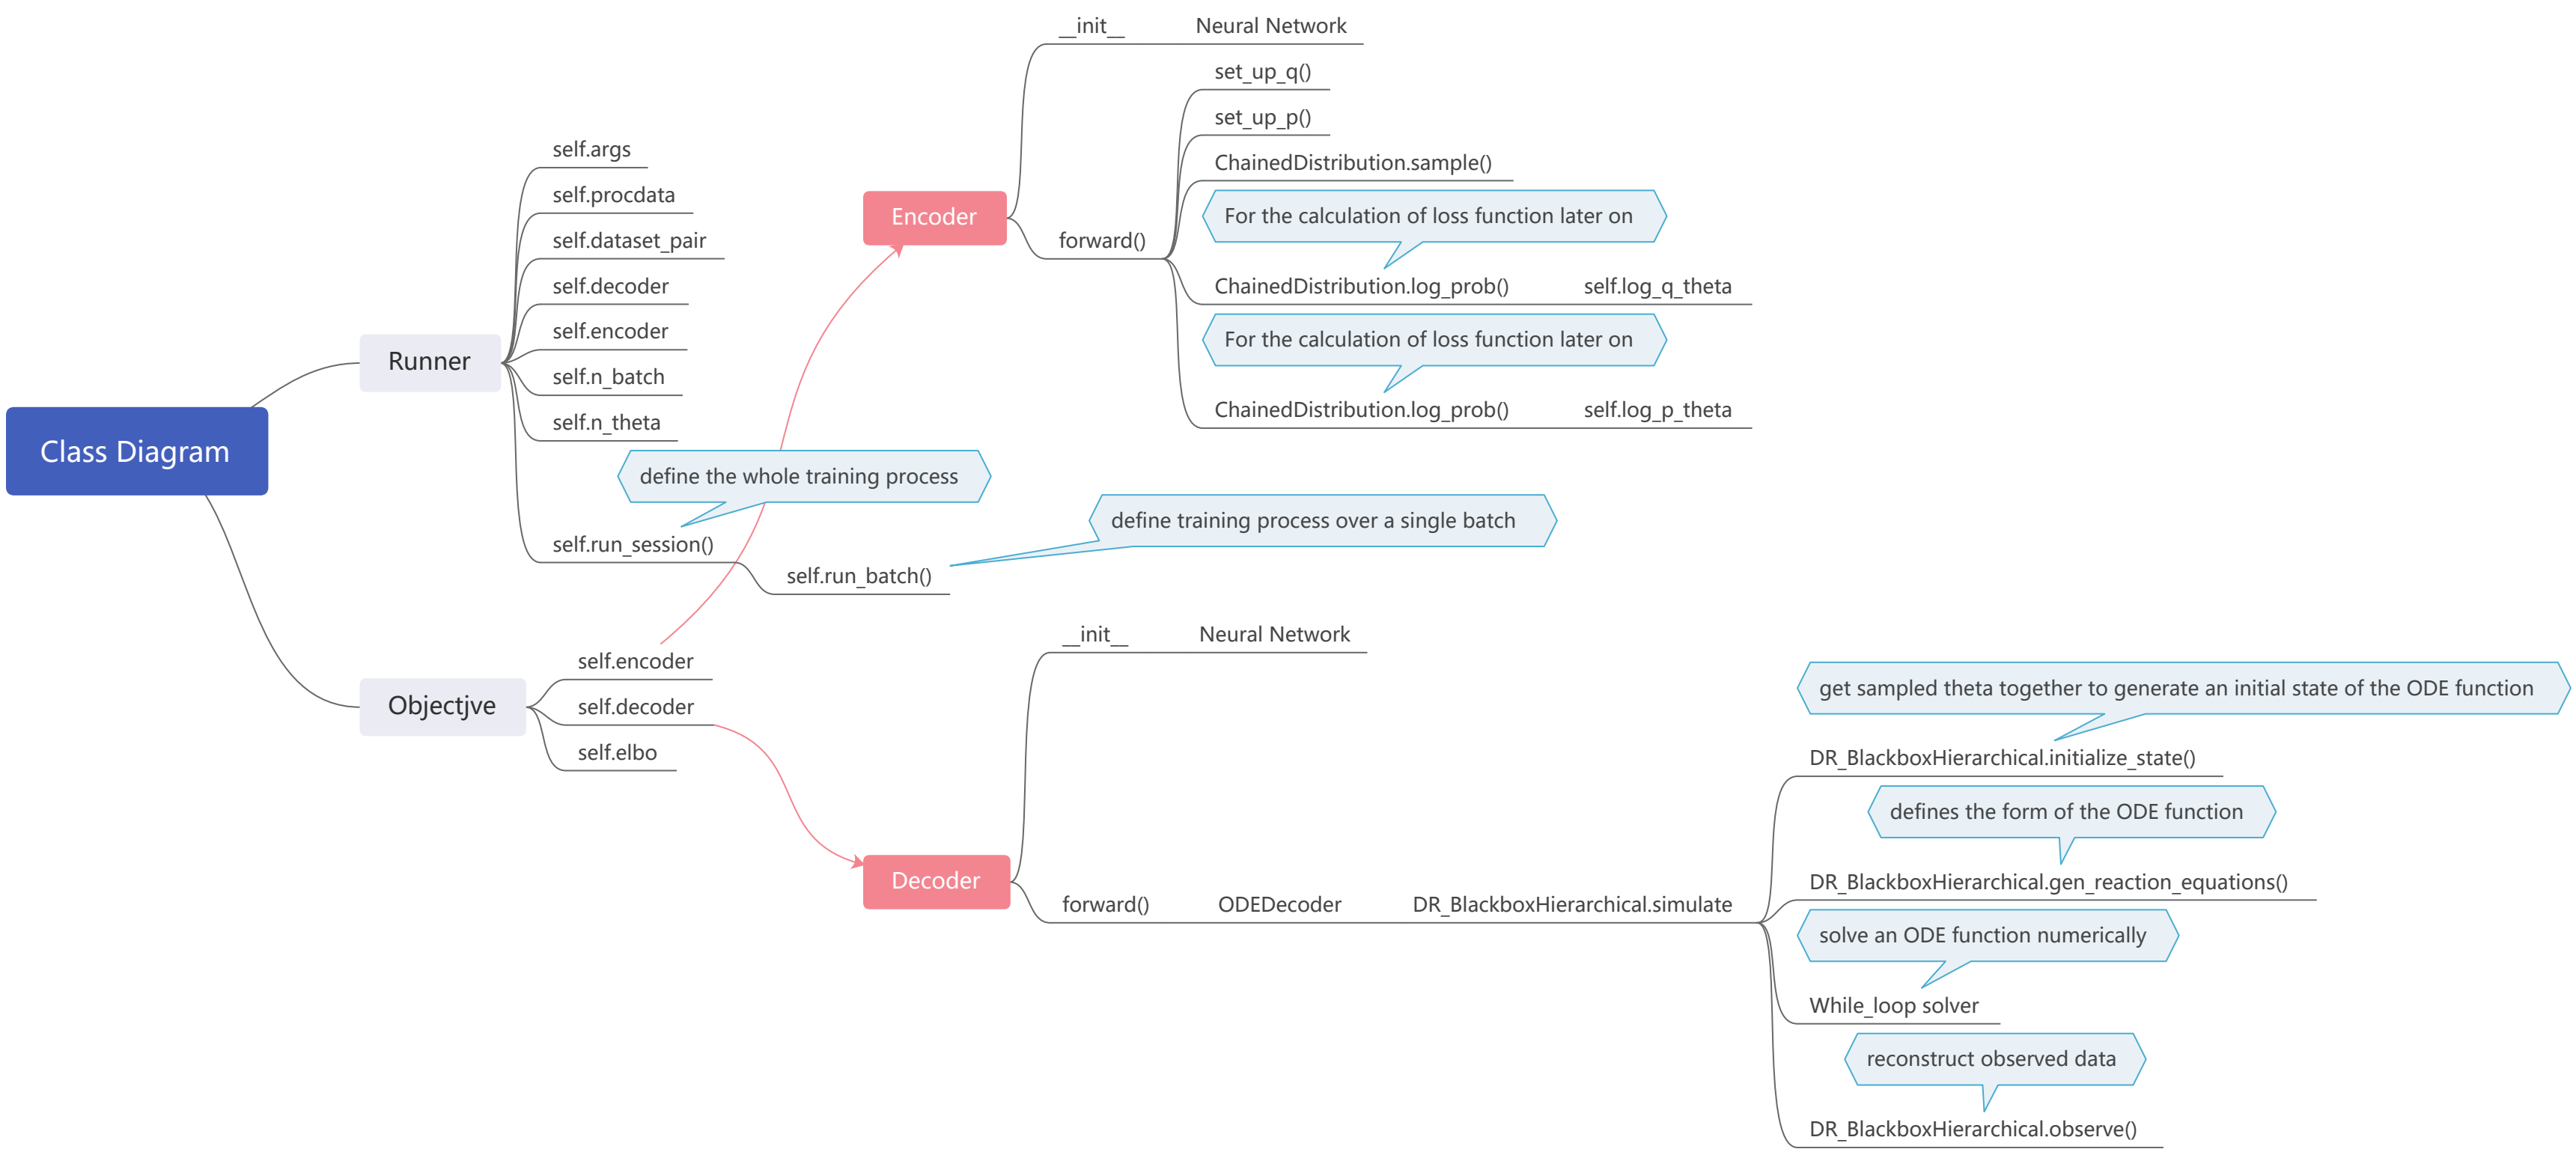 Class Diagram
Runner
self.args
self.procdata
self.dataset_pair
self.decoder
self.encoder
self.n_batch
self.n_theta
define the whole training process
self.run_session()
define training process over a single batch
self.run_batch()
Objectjve
self.encoder
self.decoder
self.elbo
Encoder
__init__
Neural Network
forward()
set_up_q()
set_up_p()
ChainedDistribution.sample()
For the calculation of loss function later on
ChainedDistribution.log_prob()
self.log_q_theta
For the calculation of loss function later on
ChainedDistribution.log_prob()
self.log_p_theta
Decoder
__init__
Neural Network
forward()
ODEDecoder
DR_BlackboxHierarchical.simulate
get sampled theta together to generate an initial state of the ODE function
DR_BlackboxHierarchical.initialize_state()
defines the form of the ODE function
DR_BlackboxHierarchical.gen_reaction_equations()
solve an ODE function numerically
While_loop solver
reconstruct observed data
DR_BlackboxHierarchical.observe()